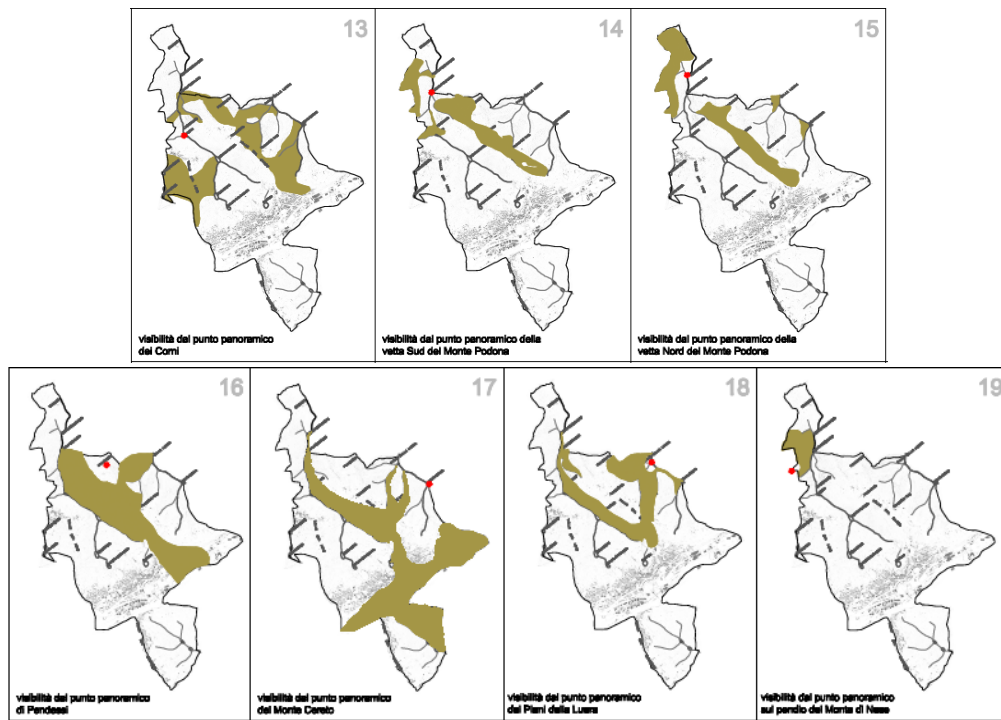 13
14
15
visibilità dal punto panoramico
dei Corni
visibilità dal punto panoramico della
vetta Sud del Monte Podona
visibilità dal punto panoramico della
vetta Nord del Monte Podona
16
17
18
19
visibilità dal punto panoramico
di Pendessi
visibilità dal punto panoramico
del Monte Cereto
visibilità dal punto panoramico
dei Piani della Luera
visibilità dal punto panoramico
sul pendio del Monte di Nese